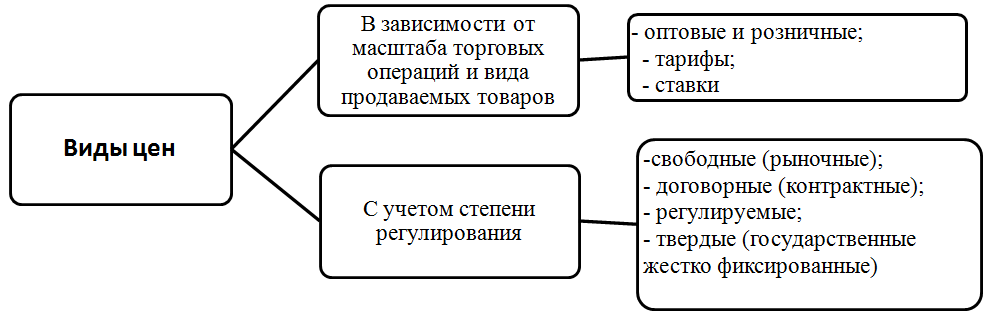 Виды цен
В зависимости от
масштаба торговых
операций и вида
продаваемых товаров
- оптовые и розничные;
- тарифы;
- ставки
С учетом степени
регулирования
-свободные (рыночные);
- договорные (контрактные);
- регулируемые;
- твердые (государственные
жестко фиксированные)